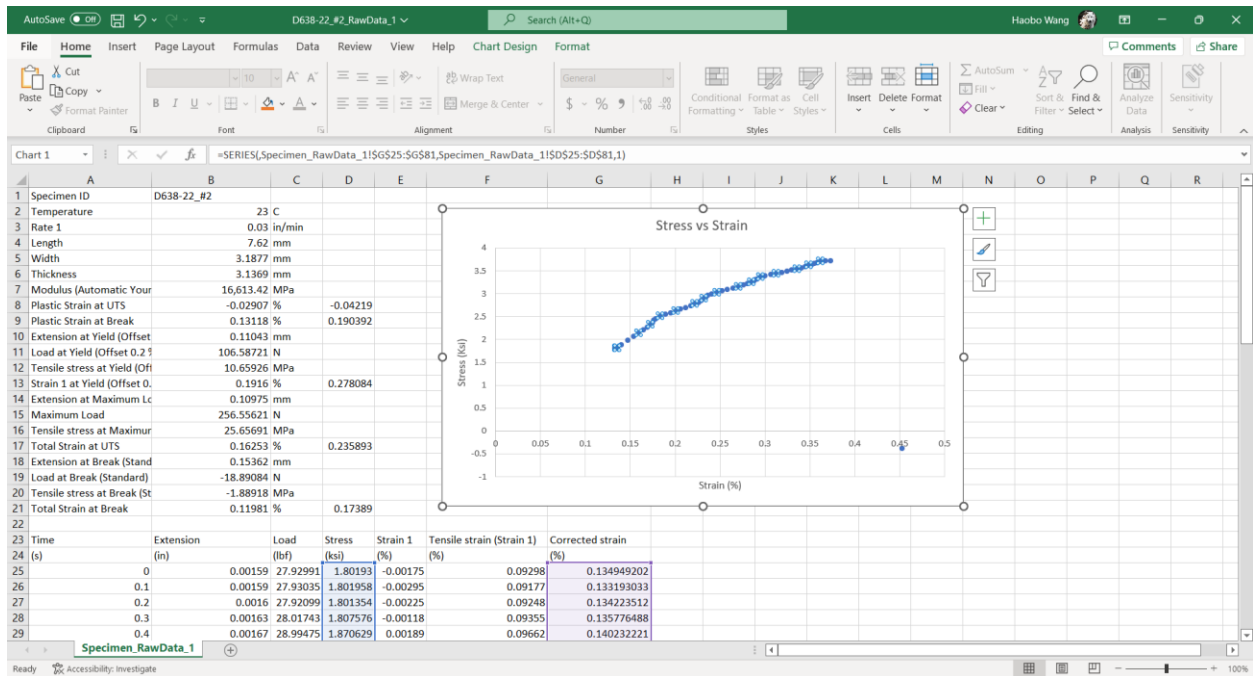 AutoSave Off D638-22_#2_RawData_1 Search (Alt+Q) Haobo Wang
File Home Insert Page Layout Formulas Data Review View Help Chart Design Format Comments Share
Paste
Cut
Copy
Format Painter
Clipboard
10 A A
B I U A
Font
Wrap Text
Merge & Center
Alignment
General
$ % 9
Number
Conditional Formatting
Format as Table
Cell Styles
Styles
Insert Delete Format
Cells
AutoSum
Fill
Clear
Sort & Filter
Find & Select
Editing
Analyze Data
Analysis
Sensitivity
Sensitivity
Chart 1 fx =SERIES(,Specimen_RawData_1!$G$25:$G$81,Specimen_RawData_1!$D$25:$D$81,1)
A B C D E F G H I J K L M N O P Q R
1 Specimen ID D638-22_#2
2 Temperature 23 C
3 Rate 1 0.03 in/min
4 Length 7.62 mm
5 Width 3.1877 mm
6 Thickness 3.1369 mm
7 Modulus (Automatic Your 16,613.42 MPa
8 Plastic Strain at UTS -0.02907 % -0.04219
9 Plastic Strain at Break 0.13118 % 0.190392
10 Extension at Yield (Offset 0.11043 mm
11 Load at Yield (Offset 0.2 % 106.58721 N
12 Tensile stress at Yield (Off 10.65926 MPa
13 Strain 1 at Yield (Offset 0. 0.1916 % 0.278084
14 Extension at Maximum Lo 0.10975 mm
15 Maximum Load 256.55621 N
16 Tensile stress at Maximur 25.65691 MPa
17 Total Strain at UTS 0.16253 % 0.235893
18 Extension at Break (Stand 0.15362 mm
19 Load at Break (Standard) -18.89084 N
20 Tensile stress at Break (St -1.88918 MPa
21 Total Strain at Break 0.11981 % 0.17389
22
23 Time Extension Load Stress Strain 1 Tensile strain (Strain 1) Corrected strain
24 (s) (in) (lbf) (ksi) (%) (%) (%)
25 0 0.00159 27.92991 1.80193 -0.00175 0.09298 0.134949202
26 0.1 0.00159 27.93035 1.801958 -0.00295 0.09177 0.133193033
27 0.2 0.0016 27.92099 1.801354 -0.00225 0.09248 0.134223512
28 0.3 0.00163 28.01743 1.807576 -0.00118 0.09355 0.135776488
29 0.4 0.00167 28.99475 1.870629 0.00189 0.09662 0.140232221
Stress vs Strain
Stress (Ksi)
4
3.5
3
2.5
2
1.5
1
0.5
0
-0.5
-1
0 0.05 0.1 0.15 0.2 0.25 0.3 0.35 0.4 0.45 0.5
Strain (%)
Specimen_RawData_1
Ready Accessibility: Investigate 100%